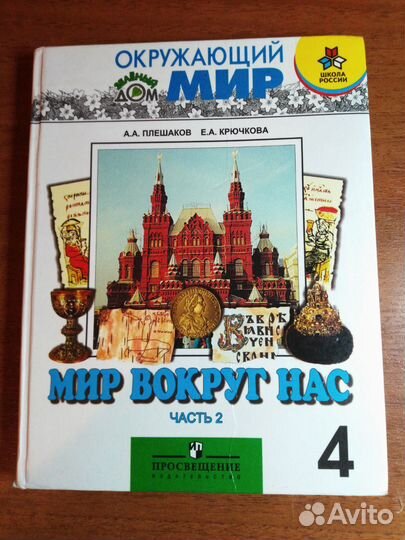 ОКРУЖАЮЩИЙ
МИР
ЗЕЛЁНЫЙ
ДОМ
ШКОЛА
РОССИИ
А.А. ПЛЕШАКОВ Е.А. КРЮЧКОВА
МИР ВОКРУГ НАС
ЧАСТЬ 2
ПРОСВЕЩЕНИЕ
ИЗДАТЕЛЬСТВО
4
Avito